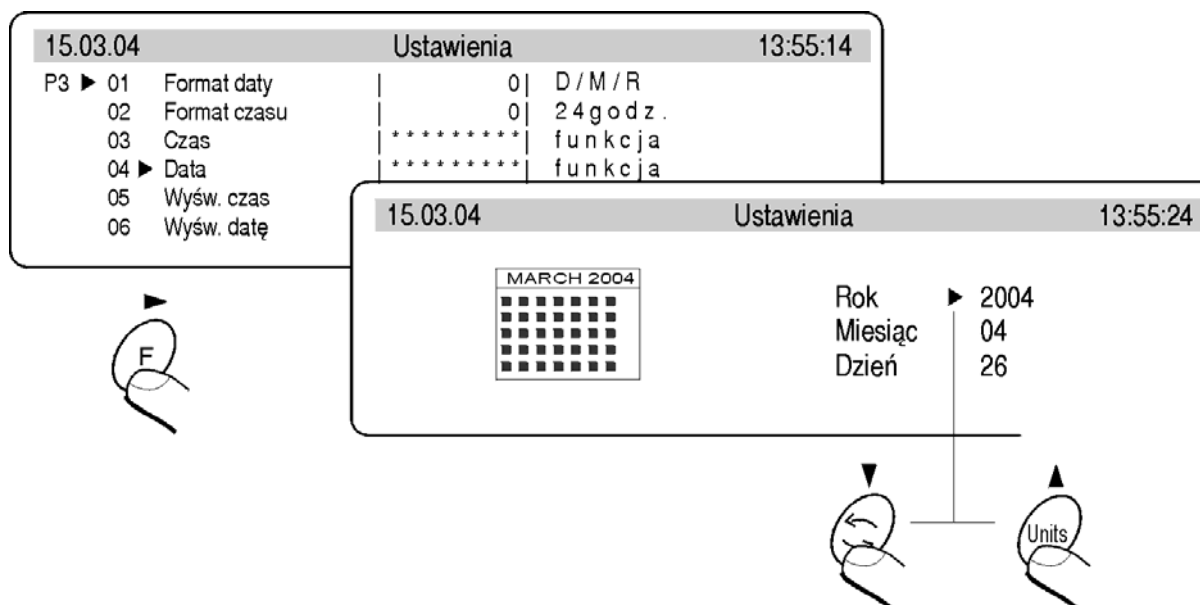 15.03.04 Ustawienia 13:55:14
P3 ▶ 01 Format daty | 0| D/M/R
02 Format czasu | 0| 24godz.
03 Czas |*********| funkcja
04 ▶ Data |*********| funkcja
05 Wyśw. czas
06 Wyśw. datę
15.03.04 Ustawienia 13:55:24
MARCH 2004
Rok ▶ 2004
Miesiąc 04
Dzień 26
F
Units